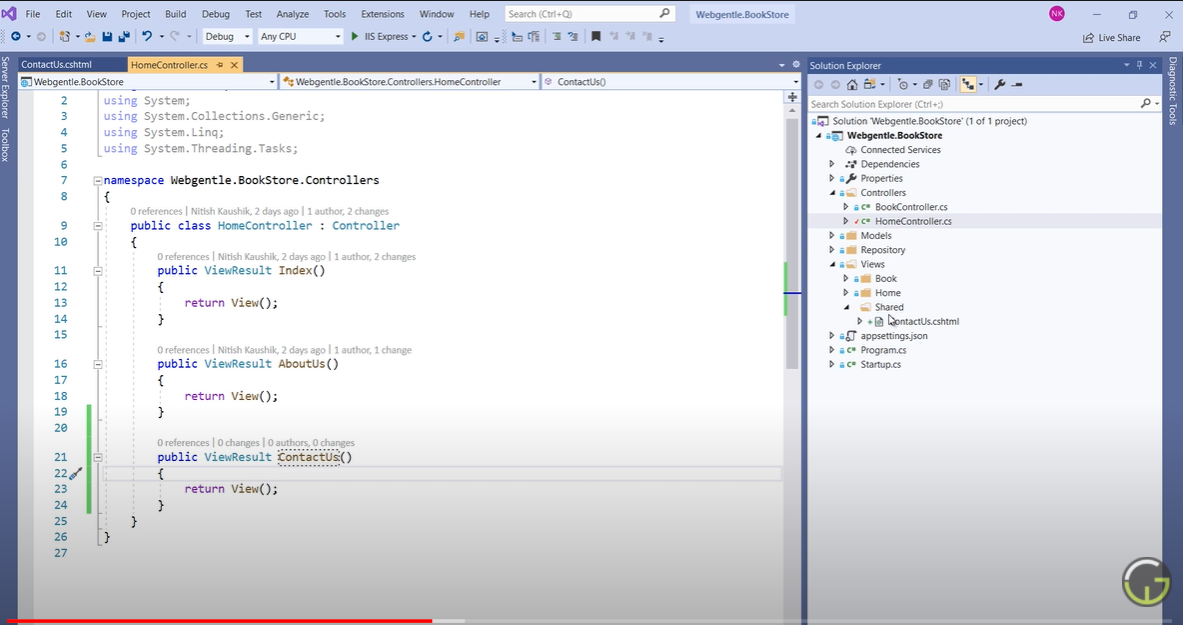 File Edit View Project Build Debug Test Analyze Tools Extensions Window Help Search (Ctrl+Q) Webgentle.BookStore NK
Debug Any CPU IIS Express Live Share
Server Explorer
Toolbox
ContactUs.cshtml HomeController.cs
Webgentle.BookStore Webgentle.BookStore.Controllers.HomeController ContactUs()
2 using System;
3 using System.Collections.Generic;
4 using System.Linq;
5 using System.Threading.Tasks;
6
7 namespace Webgentle.BookStore.Controllers
8 {
0 references | Nitish Kaushik, 2 days ago | 1 author, 2 changes
9 public class HomeController : Controller
10 {
0 references | Nitish Kaushik, 2 days ago | 1 author, 2 changes
11 public ViewResult Index()
12 {
13 return View();
14 }
15
0 references | Nitish Kaushik, 2 days ago | 1 author, 1 change
16 public ViewResult AboutUs()
17 {
18 return View();
19 }
20
0 references | 0 changes | 0 authors, 0 changes
21 public ViewResult ContactUs()
22 {
23 return View();
24 }
25 }
26 }
27
Solution Explorer
Search Solution Explorer (Ctrl+;)
Solution 'Webgentle.BookStore' (1 of 1 project)
Webgentle.BookStore
Connected Services
Dependencies
Properties
Controllers
C# BookController.cs
C# HomeController.cs
Models
Repository
Views
Book
Home
Shared
ContactUs.cshtml
appsettings.json
C# Program.cs
C# Startup.cs
Diagnostic Tools